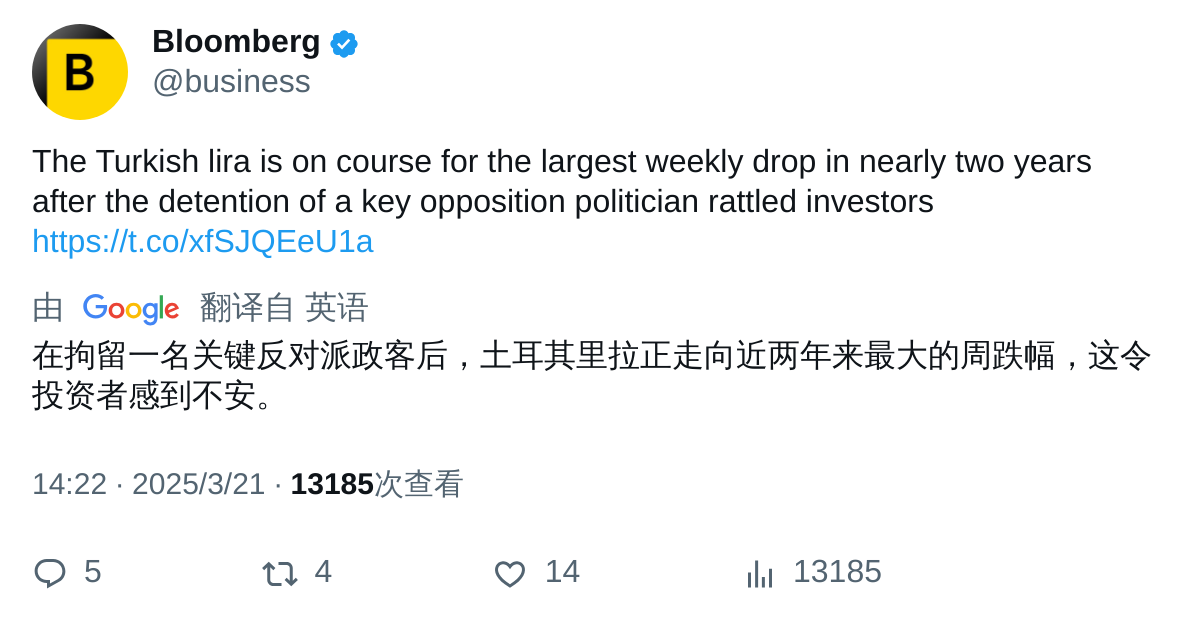 B
Bloomberg
@business
The Turkish lira is on course for the largest weekly drop in nearly two years
after the detention of a key opposition politician rattled investors
https://t.co/xfSJQEeU1a
由 Google 翻译自 英语
在拘留一名关键反对派政客后，土耳其里拉正走向近两年来最大的周跌幅，这令
投资者感到不安。
14:22 · 2025/3/21 · 13185次查看
5 4 14 13185